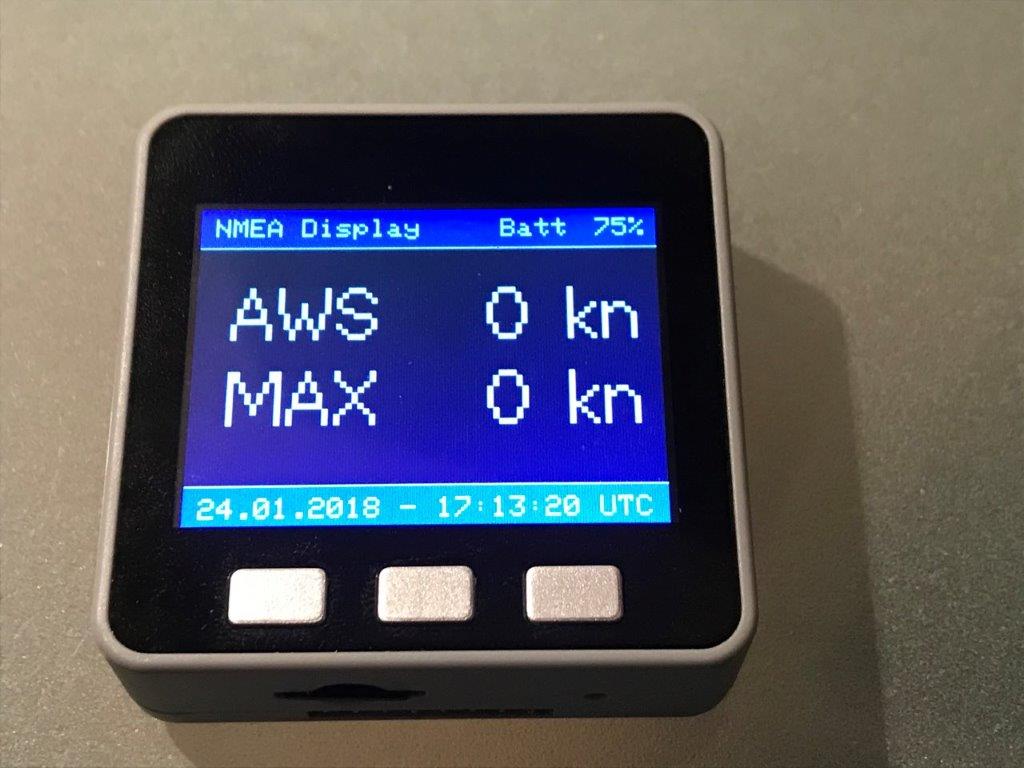 NMEA Display Batt 75%
AWS 0 kn
MAX 0 kn
24.01.2018 - 17:13:20 UTC